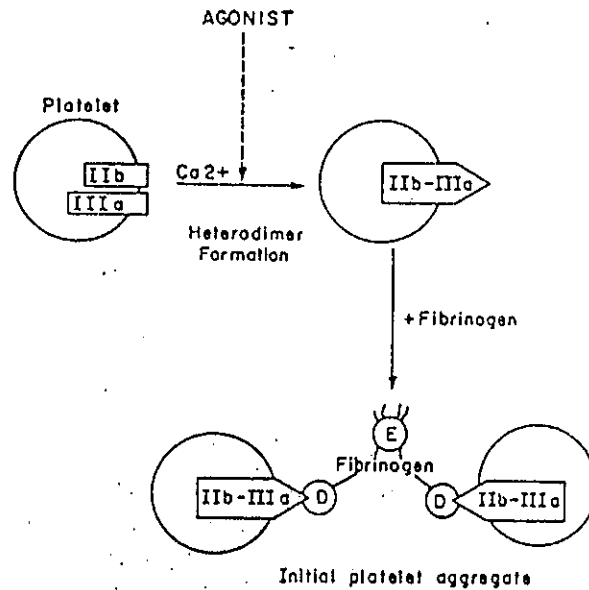 AGONIST
Platelet
IIb
IIIa
Ca2+
Heterodimer
Formation
IIb-IIIa
+Fibrinogen
E
Fibrinogen
IIb-IIIa
D
D
IIb-IIIa
Initial platelet aggregate